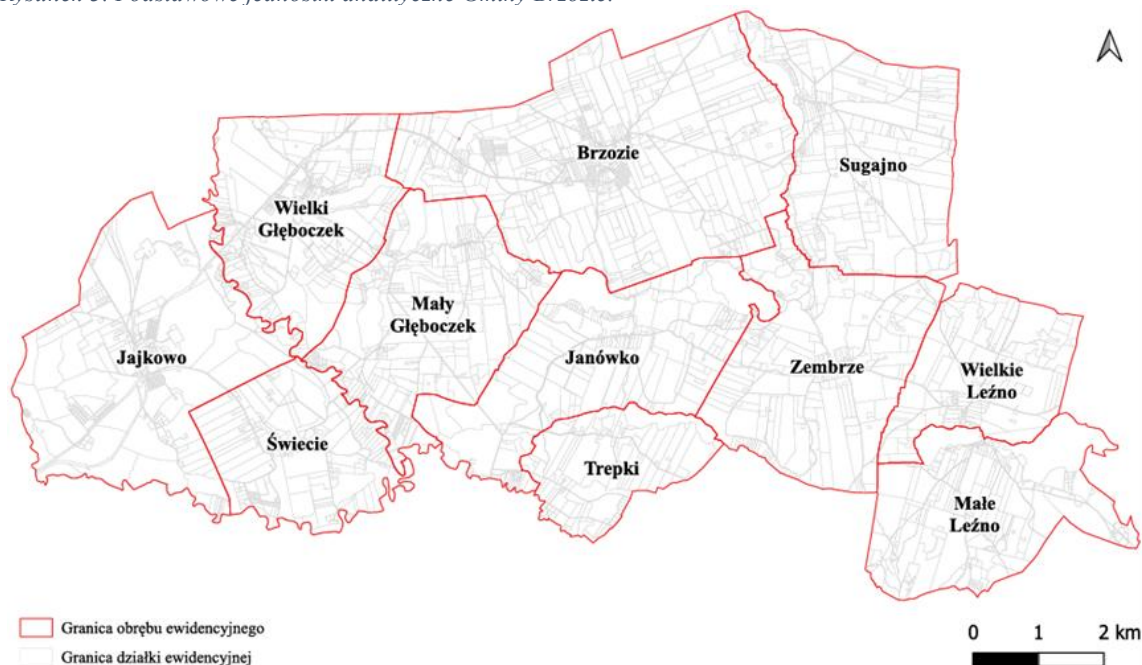 Brzozie
Sugajno
Wielki
Głęboczek
Mały
Głęboczek
Jajkowo
Janówko
Zembrze
Wielkie
Leźno
Świecie
Trepki
Małe
Leźno
Granica obrębu ewidencyjnego
Granica działki ewidencyjnej
0 1 2 km